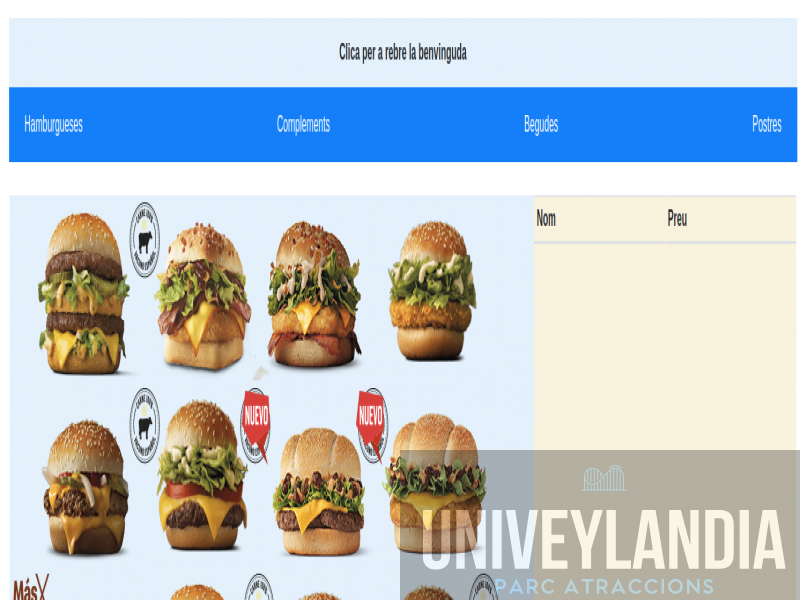 Clica per a rebre la benvinguda
Hamburgueses Complements Begudes Postres
Nom Preu
NUEVO
NUEVO
UNIVEYLANDIA
PARC ATRACCIONS
Más